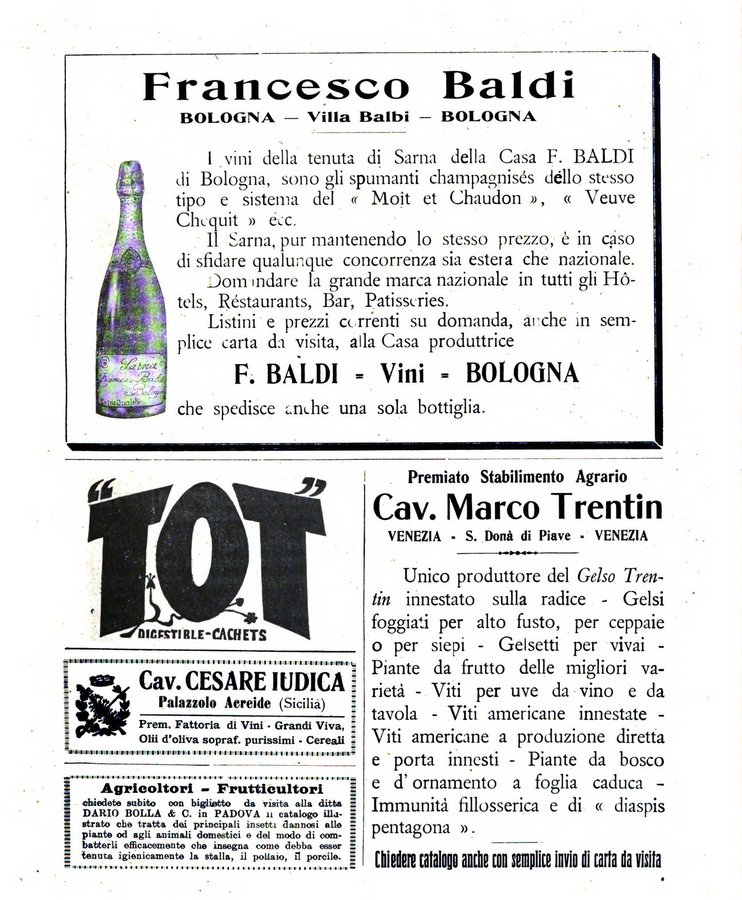 Francesco Baldi
BOLOGNA — Villa Balbi — BOLOGNA
I vini della tenuta di Sarna della Casa F. BALDI
di Bologna, sono gli spumanti champagnisés dello stesso
tipo e sistema del « Moit et Chaudon », « Veuve
Chequit » ecc.
Il Sarna, pur mantenendo lo stesso prezzo, è in caso
di sfidare qualunque concorrenza sia estera che nazionale.
Domandare la grande marca nazionale in tutti gli Hô-
tels, Réstaurants, Bar, Patisseries.
Listini e prezzi correnti su domanda, anche in sem-
plice carta da visita, alla Casa produttrice
F. BALDI = Vini = BOLOGNA
che spedisce anche una sola bottiglia.
Sarna
Francesco Baldi
Bologna
“TOT”
DIGESTIBLE-CACHETS
Cav. CESARE IUDICA
Palazzolo Acreide (Sicilia)
Prem. Fattoria di Vini - Grandi Viva,
Olii d'oliva sopraf. purissimi - Cereali
Agricoltori - Frutticultori
chiedete subito con biglietto da visita alla ditta
DARIO BOLLA & C. in PADOVA il catalogo illu-
strato che tratta dei principali insetti dannosi alle
piante od agli animali domestici e del modo di com-
batterli efficacemente che insegna come debba esser
tenuta igienicamente la stalla, il pollaio, il porcile.
Premiato Stabilimento Agrario
Cav. Marco Trentin
VENEZIA - S. Donà di Piave - VENEZIA
Unico produttore del Gelso Tren-
tin innestato sulla radice - Gelsi
foggiati per alto fusto, per ceppaie
o per siepi - Gelsetti per vivai -
Piante da frutto delle migliori va-
rietà - Viti per uve da vino e da
tavola - Viti americane innestate -
Viti americane a produzione diretta
e porta innesti - Piante da bosco
e d'ornamento a foglia caduca -
Immunità fillosserica e di « diaspis
pentagona ».
Chiedere catalogo anche con semplice invio di carta da visita